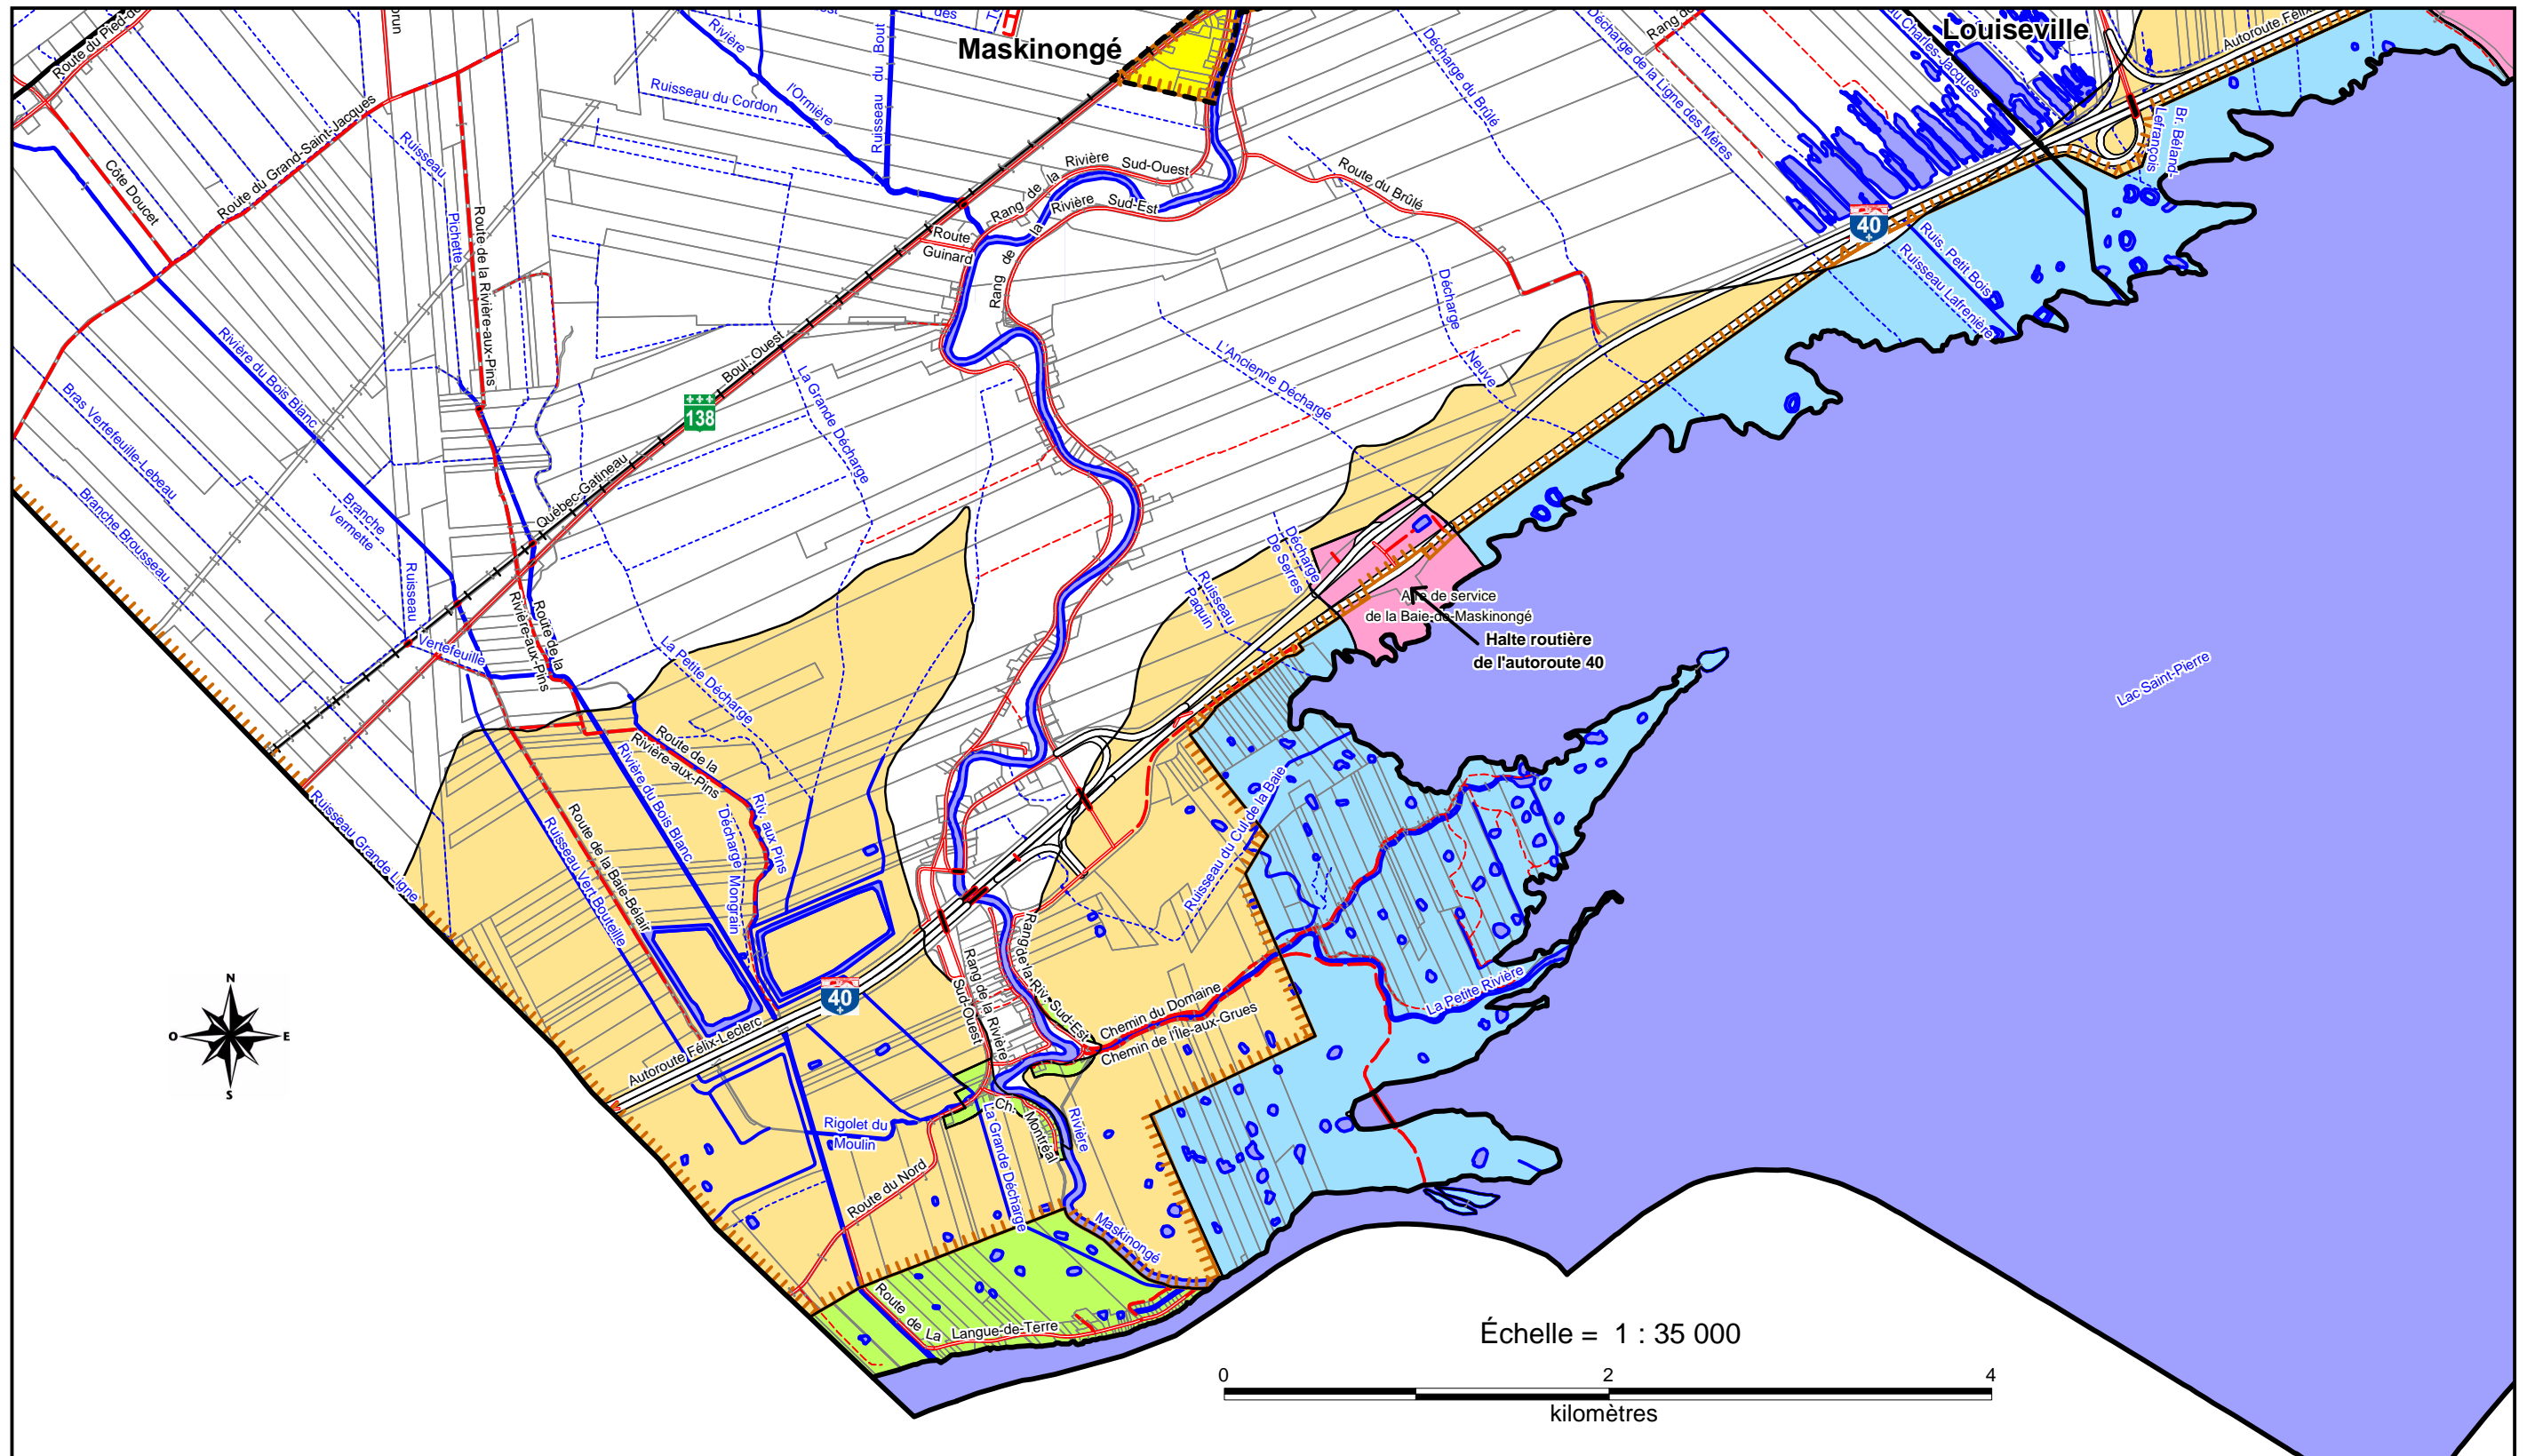 Maskinongé
Louiseville
Route du Pied-de
Rivière
l'Ormière
Ruisseau du Bout
des
Ruisseau du Cordon
Décharge du Brûlé
Décharge de la Ligne des Mères
Rang de
Charles-Jacques
Autoroute Félix
Br. Béland-
Lefrançois
Route du Grand-Saint-Jacques
Côte Doucet
Ruisseau
Pichette
Route de la Rivière-aux-Pins
Rang de la Rivière Sud-Ouest
Rang de la Rivière Sud-Est
Route du Brûlé
Route
Guinard
40
Ruis. Petit Bois
Ruisseau Lafrenière
Décharge
Neuve
L'Ancienne Décharge
Rivière du Bois Blanc
Boul. Ouest
138
La Grande Décharge
Bras Vertefeuille-Lebeau
Branche Brousseau
Branche
Vermette
Québec-Gatineau
Ruisseau
Vertefeuille
Route de la
Rivière-aux-Pins
Décharge
De Serres
Ruisseau
Paquin
Aire de service
de la Baie-de-Maskinongé
Halte routière
de l'autoroute 40
Lac Saint-Pierre
La Petite Décharge
Route de la
Rivière-aux-Pins
Rivière du Bois Blanc
Riv. aux Pins
Décharge Mongrain
Route de la Baie-Bélair
Ruisseau Vert Bouteille
Ruisseau Grande Ligne
Ruisseau du Cul de la Baie
N
O
E
S
40
Autoroute Félix-Leclerc
Rang de la Rivière
Sud-Ouest
Rang de la Riv. Sud-Est
Chemin du Domaine
Chemin de l'Île-aux-Grues
La Petite Rivière
Rigolet du
Moulin
Ch. Montréal
La Grande Décharge
Rivière
Maskinongé
Route du Nord
Route de La Langue-de-Terre
Échelle = 1 : 35 000
0
2
4
kilomètres